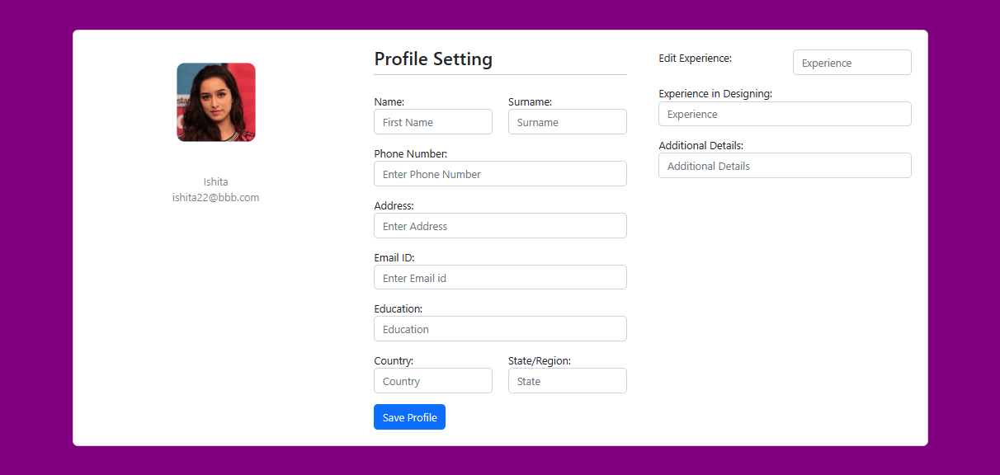 Ishita
ishita22@bbb.com
Profile Setting
Name: Surname:
First Name Surname
Phone Number:
Enter Phone Number
Address:
Enter Address
Email ID:
Enter Email id
Education:
Education
Country: State/Region:
Country State
Save Profile
Edit Experience: Experience
Experience in Designing:
Experience
Additional Details:
Additional Details